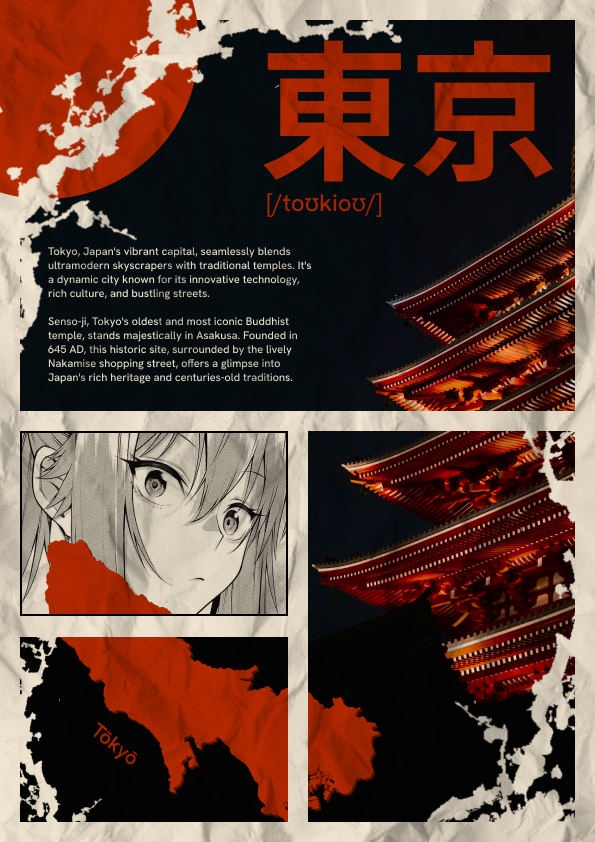 東京
[/toʊkioʊ/]
Tokyo, Japan's vibrant capital, seamlessly blends
ultramodern skyscrapers with traditional temples. It's
a dynamic city known for its innovative technology,
rich culture, and bustling streets.
Senso-ji, Tokyo's oldest and most iconic Buddhist
temple, stands majestically in Asakusa. Founded in
645 AD, this historic site, surrounded by the lively
Nakamise shopping street, offers a glimpse into
Japan's rich heritage and centuries-old traditions.
Tōkyō